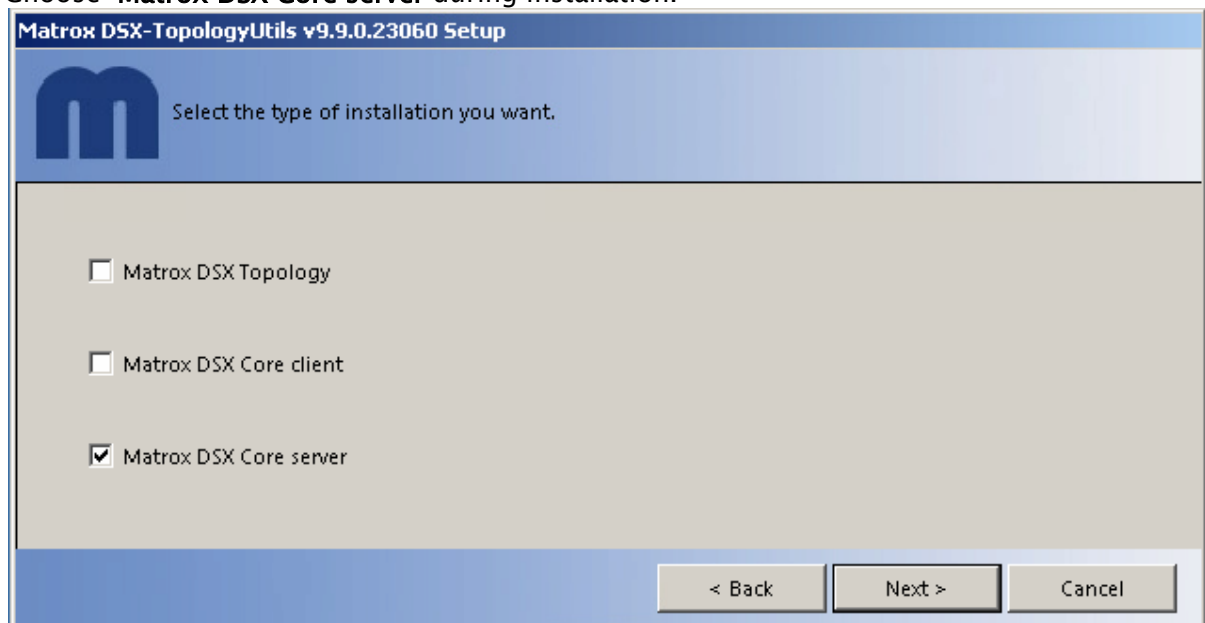 Choose "Matrox DSX Core server" during installation.
Matrox DSX-TopologyUtils v9.9.0.23060 Setup
Select the type of installation you want.
Matrox DSX Topology
Matrox DSX Core client
Matrox DSX Core server
< Back Next > Cancel